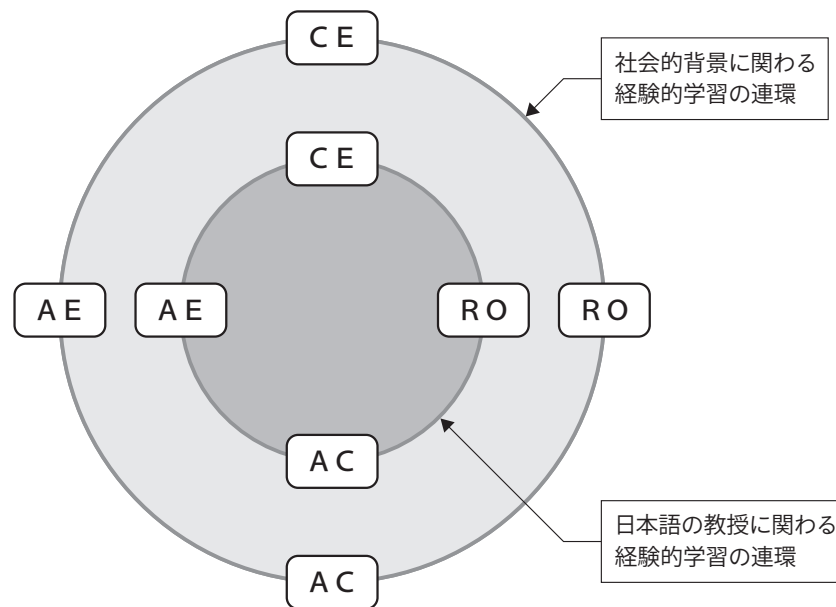 CE
社会的背景に関わる
経験的学習の連環
CE
AE
AE
RO
RO
AC
日本語の教授に関わる
経験的学習の連環
AC